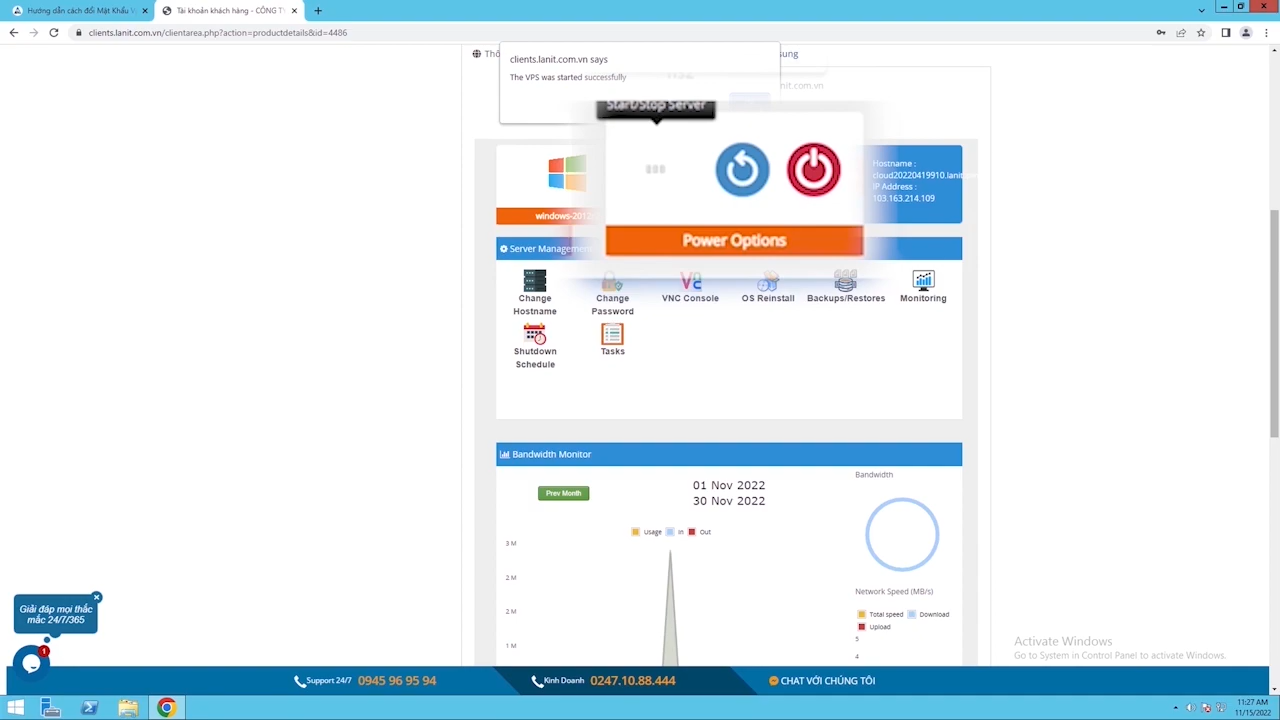 Hướng dẫn cách đổi Mật Khẩu V
Tài khoản khách hàng - CÔNG T
clients.lanit.com.vn/clientarea.php?action=productdetails&id=4486
clients.lanit.com.vn says
The VPS was started successfully
nit.com.vn
Start/Stop Server
Hostname :
cloud20220419910.lanit
IP Address :
103.163.214.109
windows-2012
Power Options
Server Management
Change
Hostname
Change
Password
VNC Console
OS Reinstall
Backups/Restores
Monitoring
Shutdown
Schedule
Tasks
Bandwidth Monitor
Prev Month
01 Nov 2022
30 Nov 2022
Usage In Out
3 M
2 M
2 M
1 M
Bandwidth
Network Speed (MB/s)
Total speed Download
Upload
5
4
Giải đáp mọi thắc
mắc 24/7/365
1
Activate Windows
Go to System in Control Panel to activate Windows.
Support 24/7 0945 96 95 94
Kinh Doanh 0247.10.88.444
CHAT VỚI CHÚNG TÔI
11:27 AM
11/15/2022